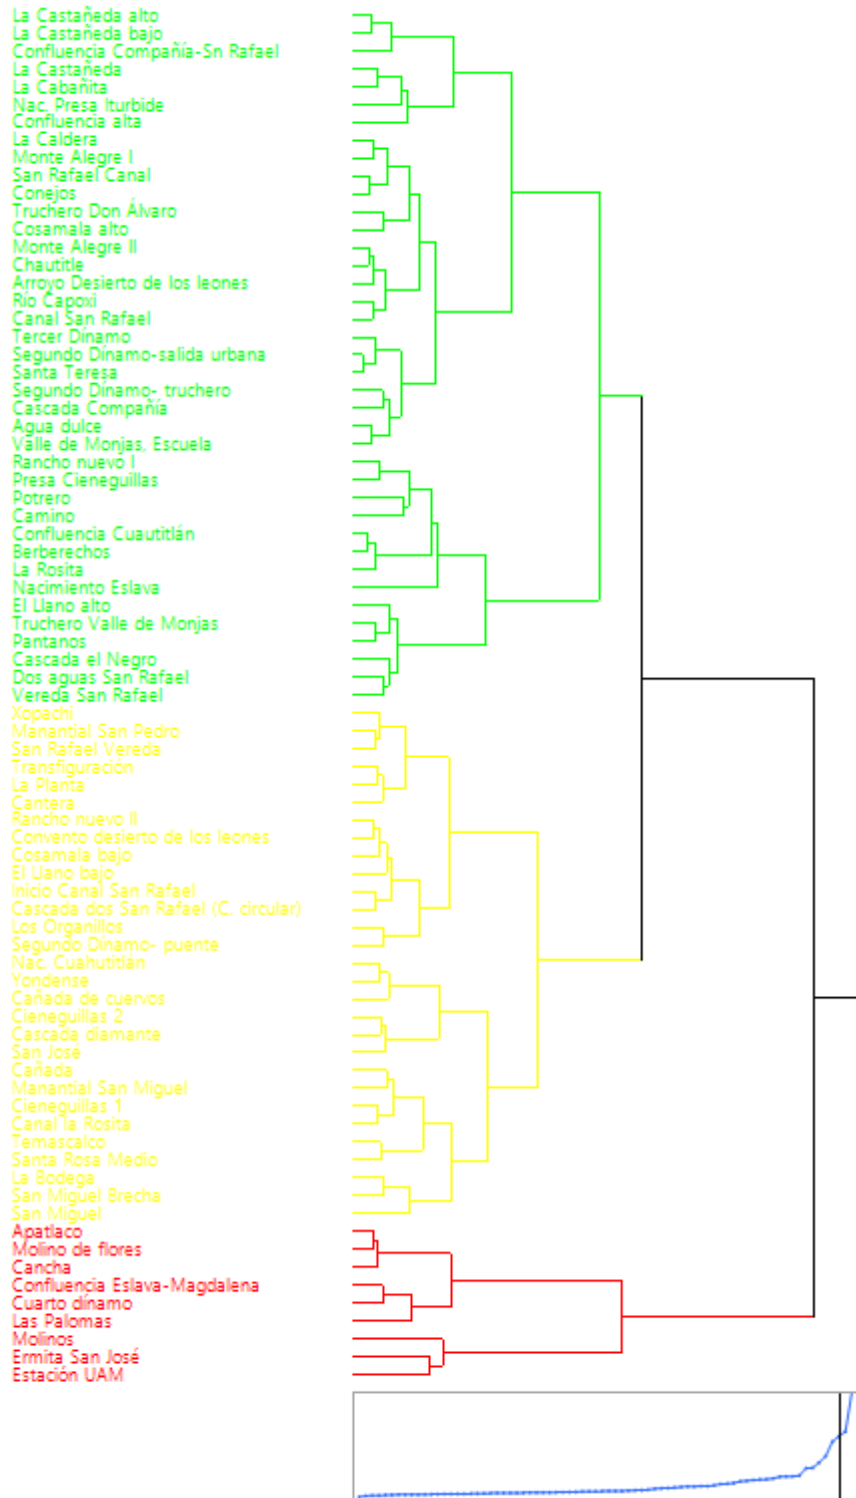 La Castañeda alto
La Castañeda bajo
Confluencia Compañía-Sn Rafael
La Castañeda
La Cabañita
Nac. Presa Iturbide
Confluencia alta
La Caldera
Monte Alegre I
San Rafael Canal
Conejos
Truchero Don Álvaro
Cosamala alto
Monte Alegre II
Chautitle
Arroyo Desierto de los leones
Río Capoxi
Canal San Rafael
Tercer Dínamo
Segundo Dínamo-salida urbana
Santa Teresa
Segundo Dínamo- truchero
Cascada Compañía
Agua dulce
Valle de Monjas, Escuela
Rancho nuevo I
Presa Cieneguillas
Potrero
Camino
Confluencia Cuautitlán
Berberechos
La Rosita
Nacimiento Eslava
El Llano alto
Truchero Valle de Monjas
Pantanos
Cascada el Negro
Dos aguas San Rafael
Vereda San Rafael
Xopachi
Manantial San Pedro
San Rafael Vereda
Transfiguración
La Planta
Cantera
Rancho nuevo II
Convento desierto de los leones
Cosamala bajo
El Llano bajo
Inicio Canal San Rafael
Cascada dos San Rafael (C. circular)
Los Organillos
Segundo Dinamo- puente
Nac. Cuahutitlán
Yondense
Cañada de cuervos
Cieneguillas 2
Cascada diamante
San José
Cañada
Manantial San Miguel
Cieneguillas 1
Canal la Rosita
Temascalco
Santa Rosa Medio
La Bodega
San Miguel Brecha
San Miguel
Apatlaco
Molino de flores
Cancha
Confluencia Eslava-Magdalena
Cuarto dínamo
Las Palomas
Molinos
Ermita San José
Estación UAM